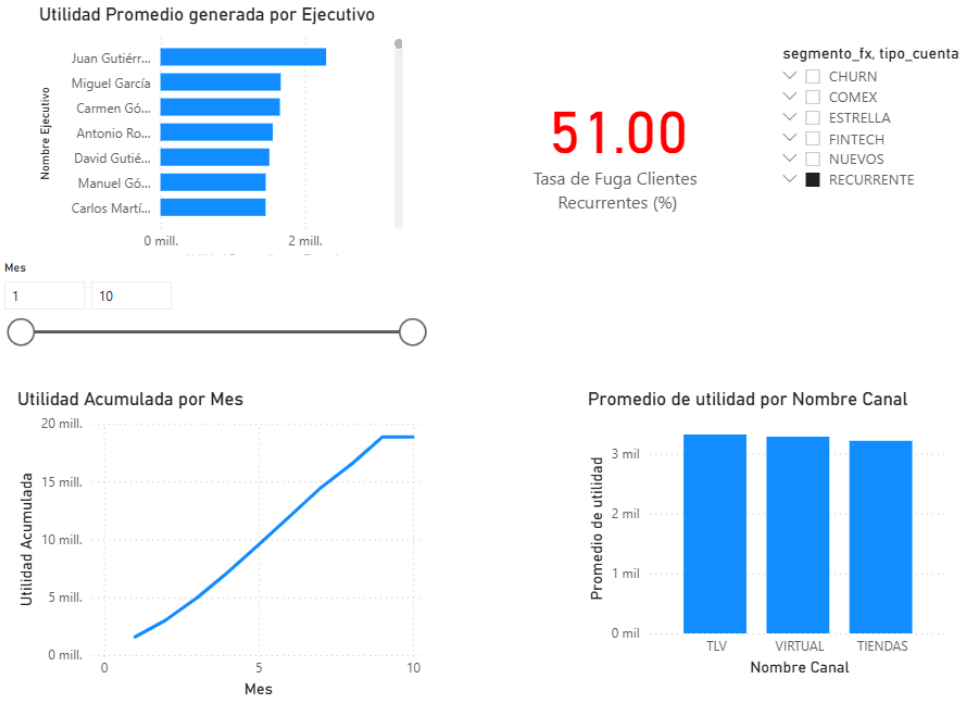 Utilidad Promedio generada por Ejecutivo
Nombre Ejecutivo
Juan Gutiérr...
Miguel García
Carmen Gó...
Antonio Ro...
David Gutié...
Manuel Gó...
Carlos Martí...
0 mill.
2 mill.
51.00
Tasa de Fuga Clientes
Recurrentes (%)
segmento_fx, tipo_cuenta
CHURN
COMEX
ESTRELLA
FINTECH
NUEVOS
RECURRENTE
Mes
1
10
Utilidad Acumulada por Mes
Utilidad Acumulada
20 mill.
15 mill.
10 mill.
5 mill.
0 mill.
0
5
10
Mes
Promedio de utilidad por Nombre Canal
Promedio de utilidad
3 mil
2 mil
1 mil
0 mil
TLV
VIRTUAL
TIENDAS
Nombre Canal